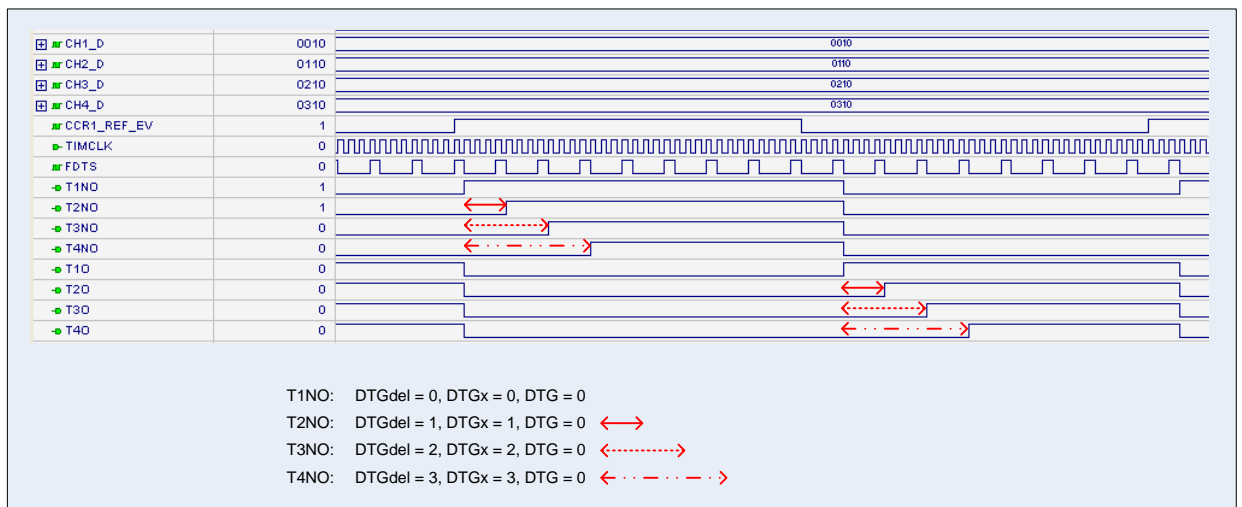 CH1_D 0010 0010
CH2_D 0110 0110
CH3_D 0210 0210
CH4_D 0310 0310
CCR1_REF_EV 1
TIMCLK 0
FDTS 0
T1NO 1
T2NO 1
T3NO 0
T4NO 0
T1O 0
T2O 0
T3O 0
T4O 0
T1NO: DTGdel = 0, DTGx = 0, DTG = 0
T2NO: DTGdel = 1, DTGx = 1, DTG = 0
T3NO: DTGdel = 2, DTGx = 2, DTG = 0
T4NO: DTGdel = 3, DTGx = 3, DTG = 0